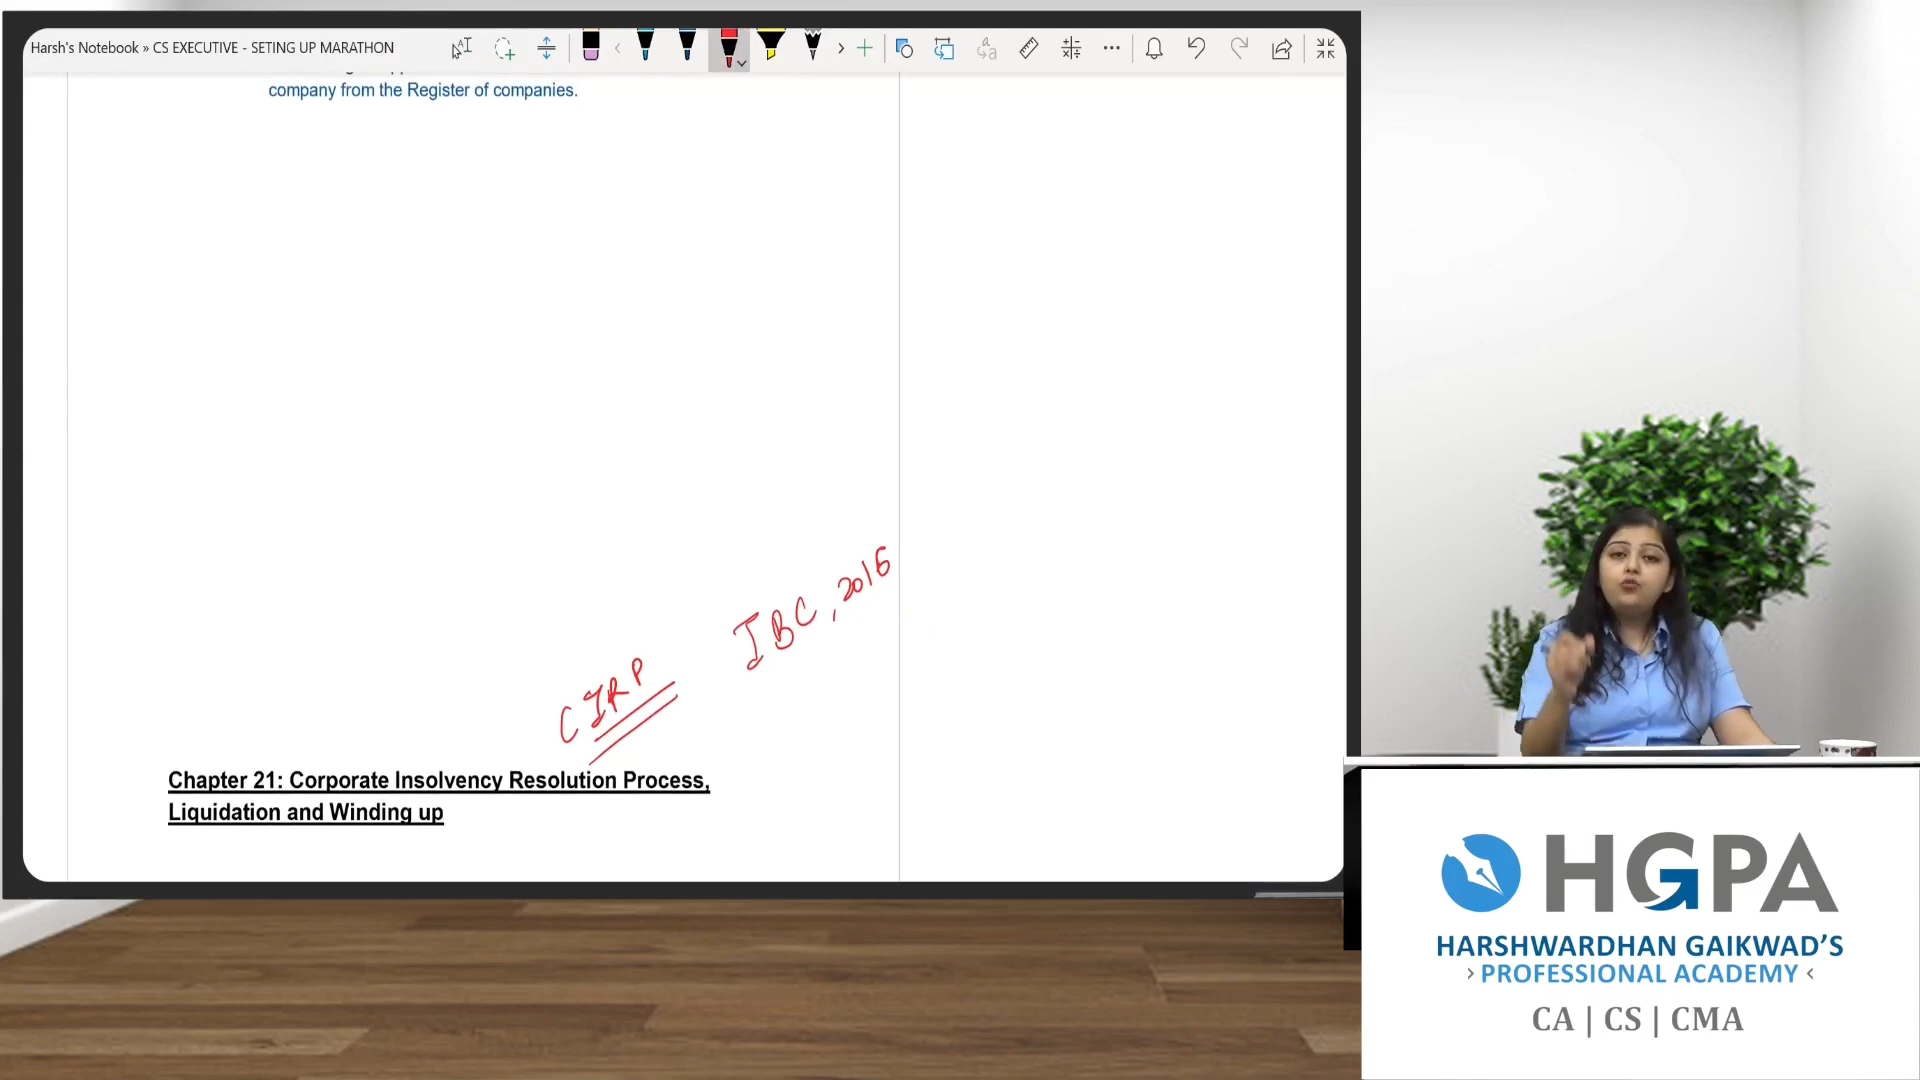 Harsh's Notebook » CS EXECUTIVE - SETING UP MARATHON
company from the Register of companies.
IBC, 2016
CIRP
Chapter 21: Corporate Insolvency Resolution Process,
Liquidation and Winding up
HGPA
HARSHWARDHAN GAIKWAD'S
› PROFESSIONAL ACADEMY ‹
CA | CS | CMA